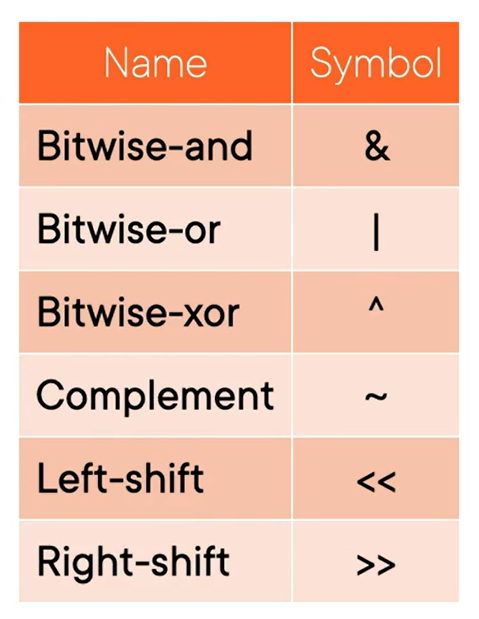 Name Symbol
Bitwise-and &
Bitwise-or |
Bitwise-xor ^
Complement ~
Left-shift <<
Right-shift >>